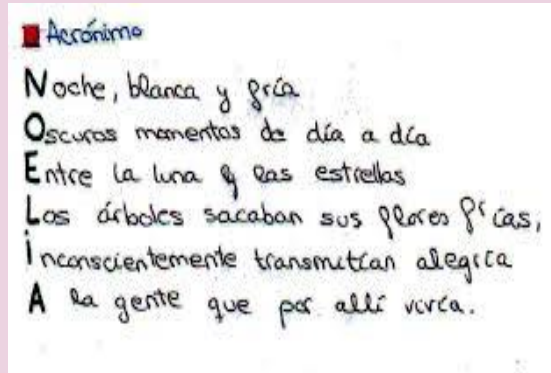 Acrónimo
Noche, blanca y fría
Oscuros momentos de día a día
Entre la luna y las estrellas
Los árboles sacaban sus flores frías,
Inconscientemente transmitían alegría
A la gente que por allí vivía.